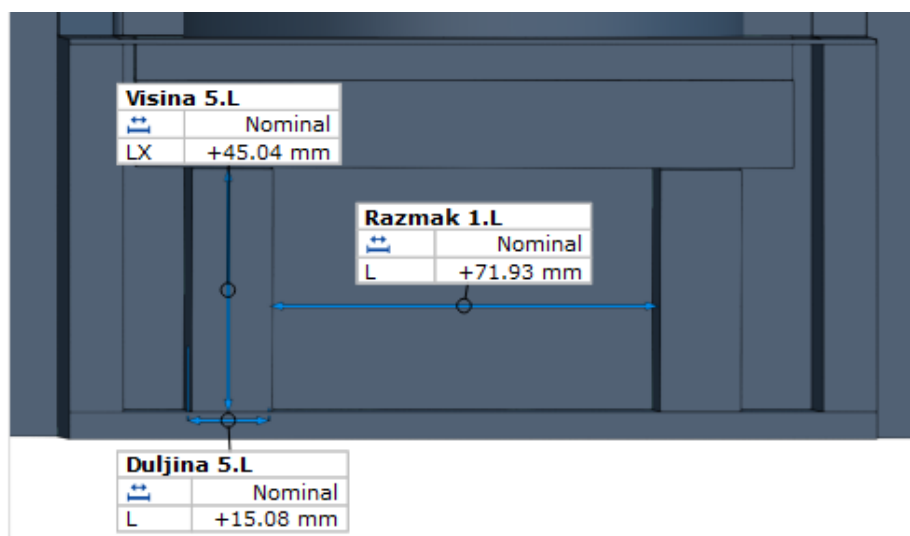 Visina 5.L
Nominal
LX +45.04 mm
Razmak 1.L
Nominal
L +71.93 mm
Duljina 5.L
Nominal
L +15.08 mm